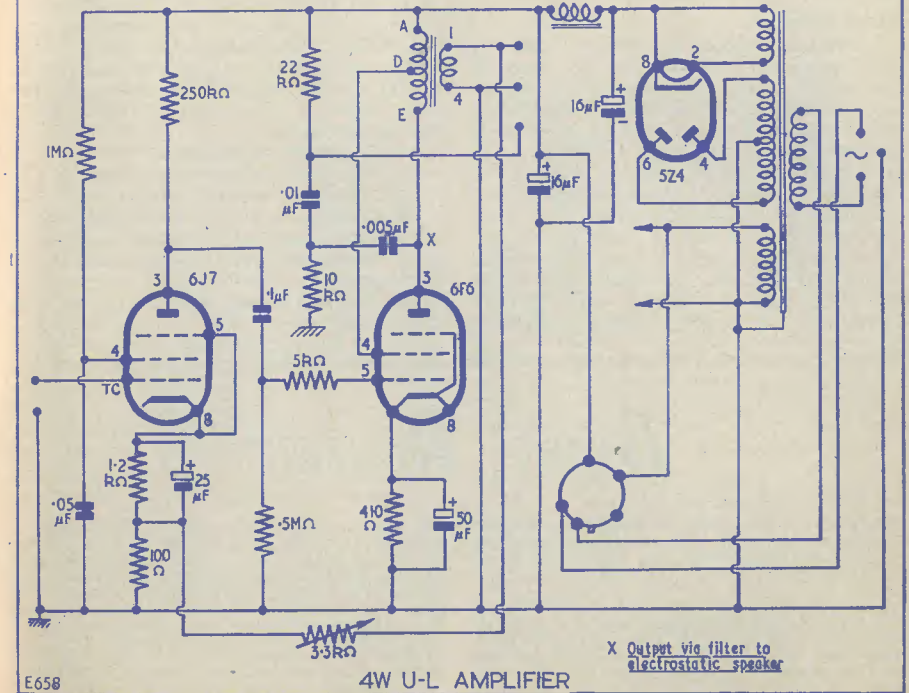 A
I
22
RΩ
D
250RΩ
4
8
2
16µF
+
−
E
1MΩ
6
4
5Z4
·01
µF
+
16µF
·005µF
X
3
6J7
·1µF
10
RΩ
3
6F6
5
4
4
5RΩ
5
TC
8
8
1·2
RΩ
+
25
µF
·05
µF
·5MΩ
410
Ω
+
50
µF
100
Ω
3·3RΩ
X Output via filter to
electrostatic speaker
E658
4W U-L AMPLIFIER